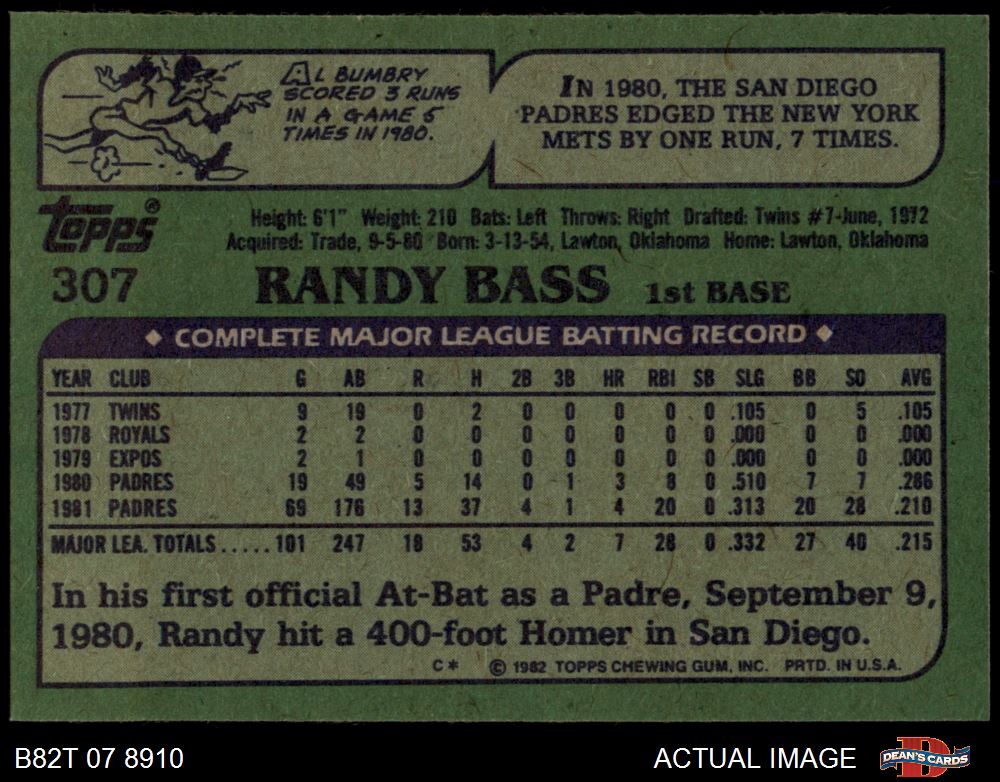 AL BUMBRY
SCORED 3 RUNS
IN A GAME 5
TIMES IN 1980.
IN 1980, THE SAN DIEGO
PADRES EDGED THE NEW YORK
METS BY ONE RUN, 7 TIMES.
topps®
Height: 6'1" Weight: 210 Bats: Left Throws: Right Drafted: Twins #7-June, 1972
Acquired: Trade, 9-5-80 Born: 3-13-54, Lawton, Oklahoma Home: Lawton, Oklahoma
307 RANDY BASS 1st BASE
◆ COMPLETE MAJOR LEAGUE BATTING RECORD ◆
YEAR CLUB G AB R H 2B 3B HR RBI SB SLG BB SO AVG
1977 TWINS 9 19 0 2 0 0 0 0 0 .105 0 5 .105
1978 ROYALS 2 2 0 0 0 0 0 0 0 .000 0 0 .000
1979 EXPOS 2 1 0 0 0 0 0 0 0 .000 0 0 .000
1980 PADRES 19 49 5 14 0 1 3 8 0 .510 7 7 .286
1981 PADRES 69 176 13 37 4 1 4 20 0 .313 20 28 .210
MAJOR LEA. TOTALS ..... 101 247 18 53 4 2 7 28 0 .332 27 40 .215
In his first official At-Bat as a Padre, September 9,
1980, Randy hit a 400-foot Homer in San Diego.
C* © 1982 TOPPS CHEWING GUM, INC. PRTD. IN U.S.A.
B82T 07 8910 ACTUAL IMAGE DEAN'S CARDS